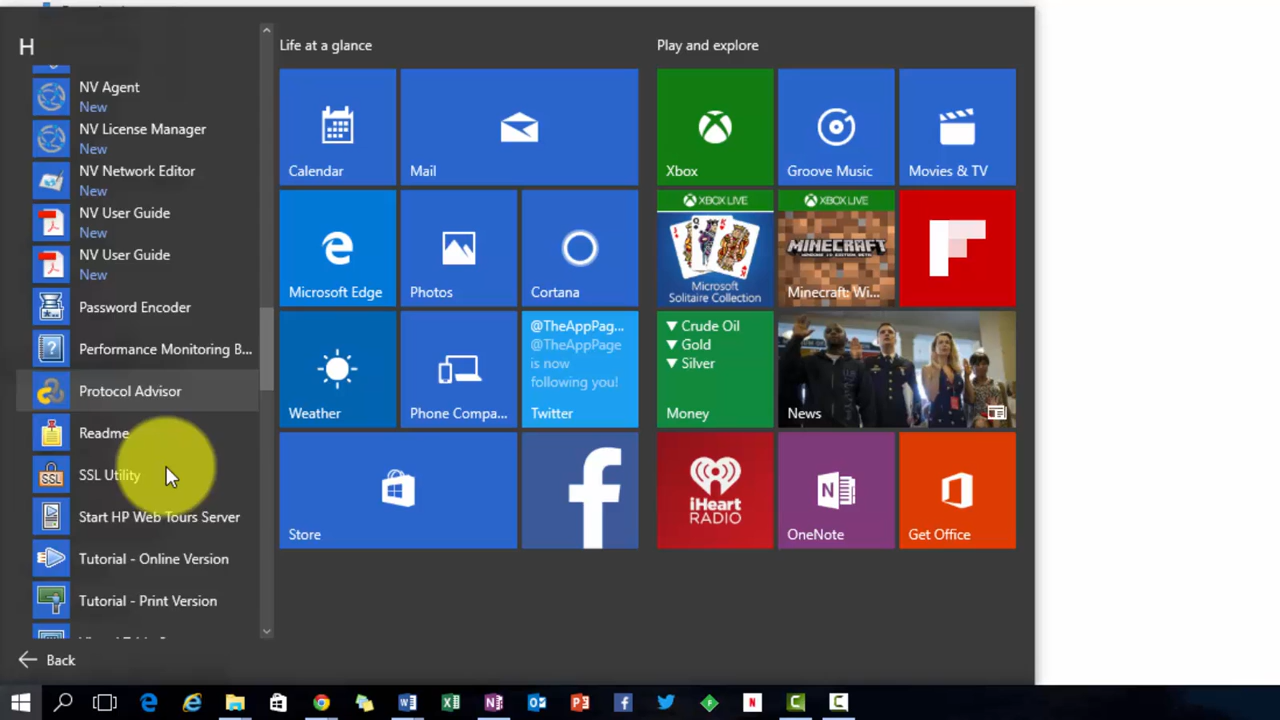 H
NV Agent
New
NV License Manager
New
NV Network Editor
New
NV User Guide
New
NV User Guide
New
Password Encoder
Performance Monitoring B...
Protocol Advisor
Readme
SSL Utility
SSL
Start HP Web Tours Server
Tutorial - Online Version
Tutorial - Print Version
Back
Life at a glance
Calendar
Mail
Microsoft Edge
Photos
Cortana
Weather
Phone Compa...
@TheAppPag...
@TheAppPage
is now
following you!
Twitter
Store
Play and explore
Xbox
Groove Music
Movies & TV
XBOX LIVE
Microsoft
Solitaire Collection
XBOX LIVE
MINECRAFT
Minecraft: Wi...
▼ Crude Oil
▼ Gold
▼ Silver
Money
News
iHeart
RADIO
OneNote
Get Office